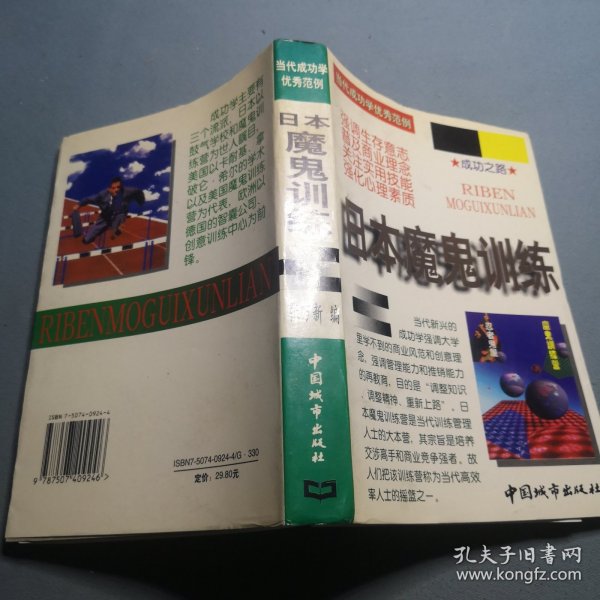 成功学主要有
三个流派：日本以
鼓气学校和魔鬼训
练营为世人瞩目，
美国以卡耐基、拿
破仑·希尔的学术
以及美国魔鬼训练
营为代表，欧洲以
德国的智囊公司、
创意训练中心为前
锋。
RIBENMOGUIXUNLIAN
ISBN 7-5074-0924-4
9 787507 409246 >
ISBN7-5074-0924-4/G·330
定价：29.80元
当代成功学
优秀范例
日本
魔鬼训练
新 编
中国城市出版社
当代成功学优秀范例
强调生存意志
普及商业理念
关注实用技能
强化心理素质
★成功之路★
RIBEN
MOGUIXUNLIAN
日本魔鬼训练
当代新兴的
成功学强调大学
里学不到的商业风范和创意理
念，强调管理能力和推销能力
的再教育，目的是“调整知识
、调整精神、重新上路”，日
本魔鬼训练营是当代训练管理
人士的大本营，其宗旨是培养
交涉高手和商业竞争强者。故
人们把该训练营称为当代高效
率人士的摇篮之一。
中国城市出版社
孔夫子旧书网
www.kongfz.com